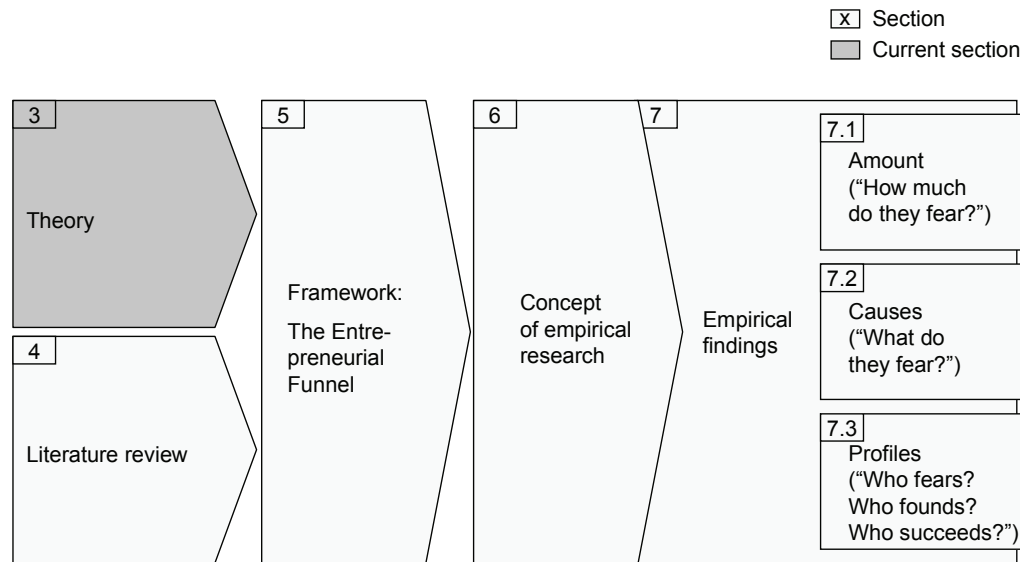 X Section
Current section
3
Theory
4
Literature review
5
Framework:
The Entre-
preneurial
Funnel
6
Concept
of empirical
research
7
Empirical
findings
7.1
Amount
(“How much
do they fear?”)
7.2
Causes
(“What do
they fear?”)
7.3
Profiles
(“Who fears?
Who founds?
Who succeeds?”)